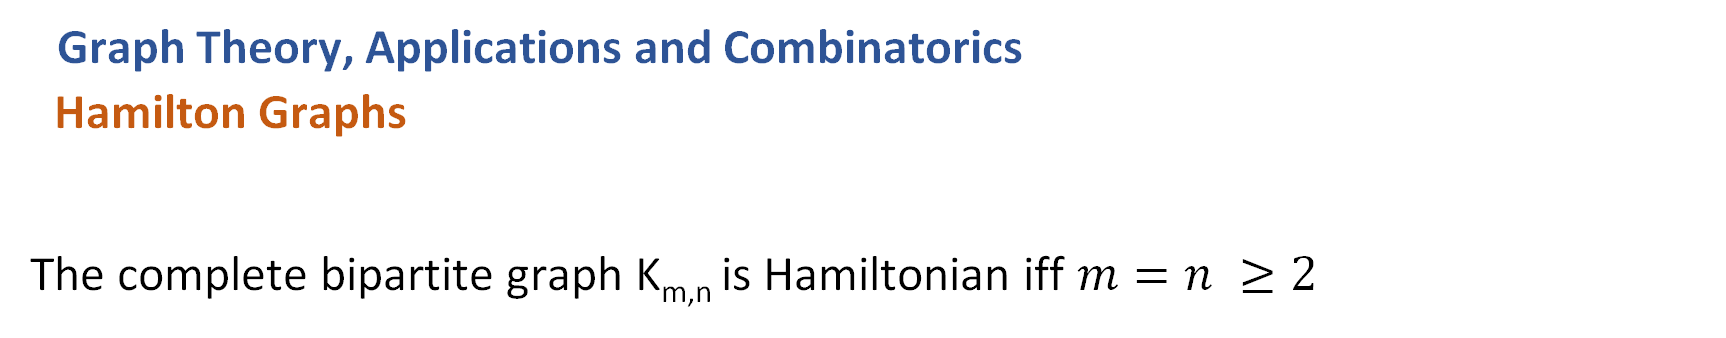 Graph Theory, Applications and Combinatorics
Hamilton Graphs
The complete bipartite graph Km,n is Hamiltonian iff m = n ≥ 2